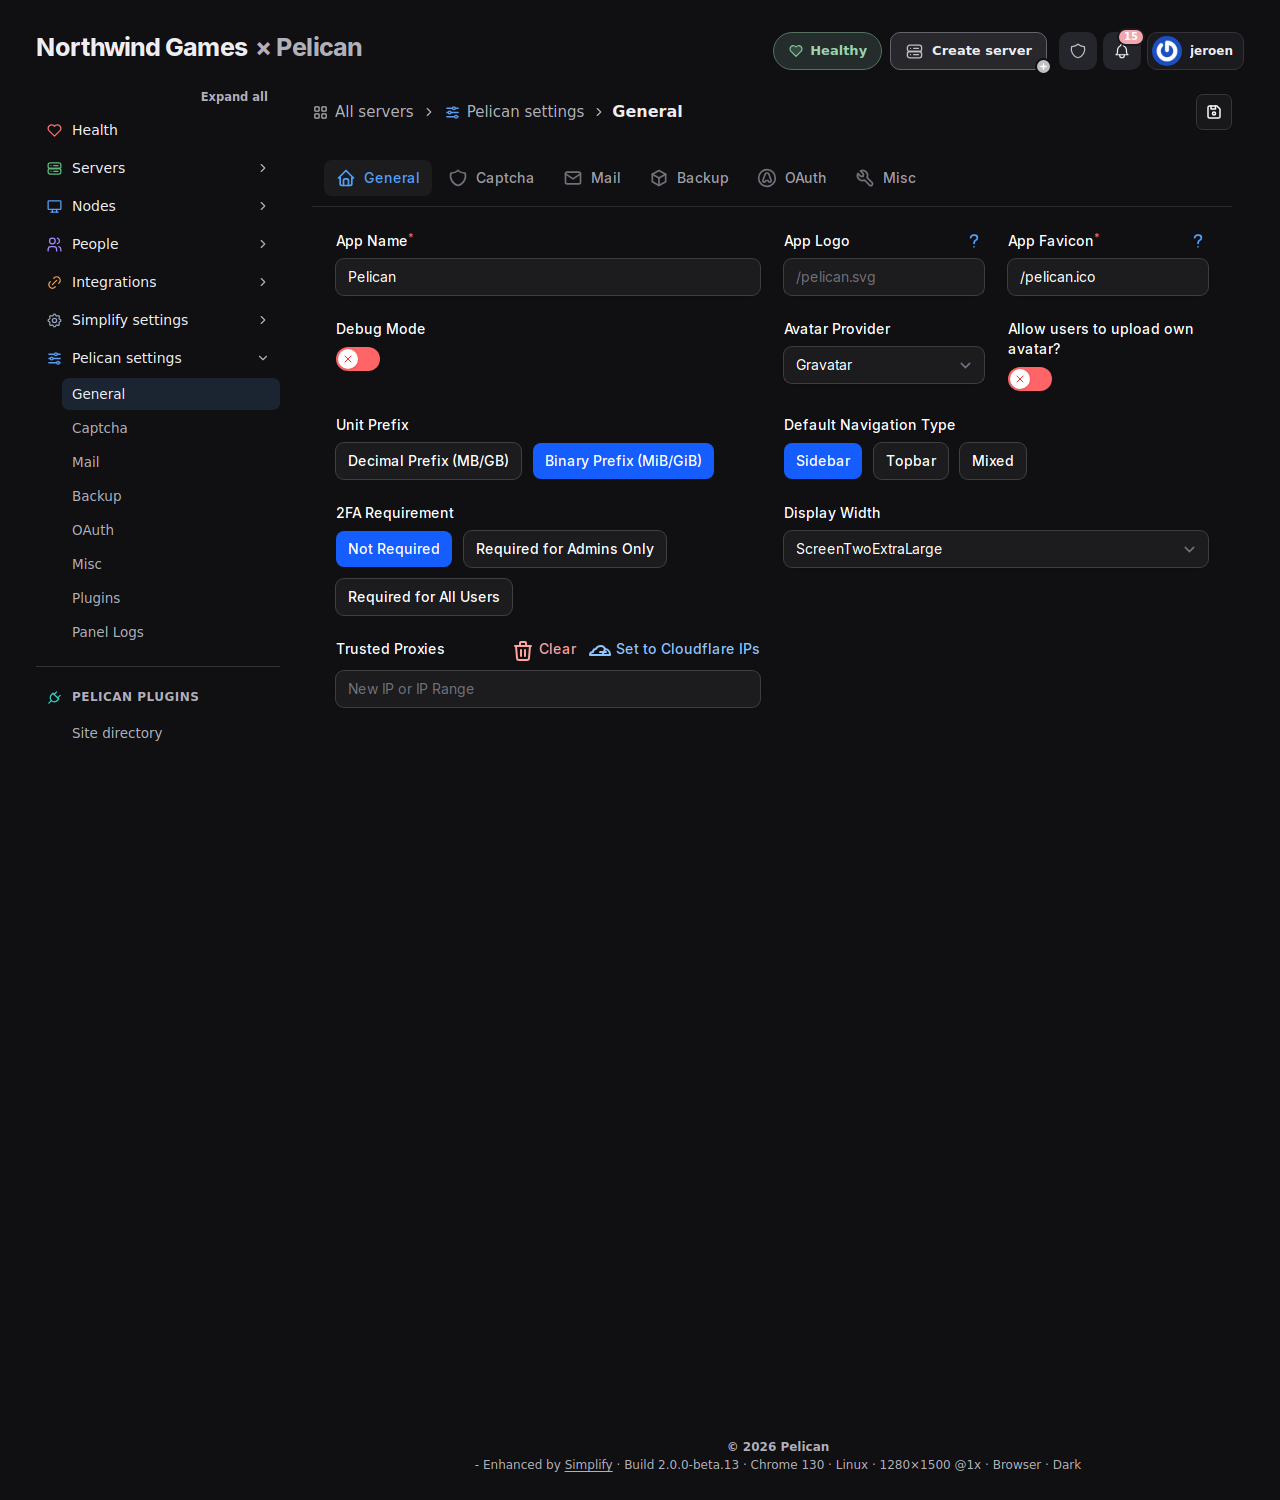 Northwind Games × Pelican
Healthy
Create server
15
jeroen
Expand all
Health
Servers
Nodes
People
Integrations
Simplify settings
Pelican settings
General
Captcha
Mail
Backup
OAuth
Misc
Plugins
Panel Logs
PELICAN PLUGINS
Site directory
All servers > Pelican settings > General
General
Captcha
Mail
Backup
OAuth
Misc
App Name*
App Logo
?
App Favicon*
?
Pelican
/pelican.svg
/pelican.ico
Debug Mode
Avatar Provider
Gravatar
Allow users to upload own
avatar?
Unit Prefix
Decimal Prefix (MB/GB)
Binary Prefix (MiB/GiB)
Default Navigation Type
Sidebar
Topbar
Mixed
2FA Requirement
Not Required
Required for Admins Only
Required for All Users
Display Width
ScreenTwoExtraLarge
Trusted Proxies
Clear
Set to Cloudflare IPs
New IP or IP Range
© 2026 Pelican
- Enhanced by Simplify · Build 2.0.0-beta.13 · Chrome 130 · Linux · 1280×1500 @1x · Browser · Dark